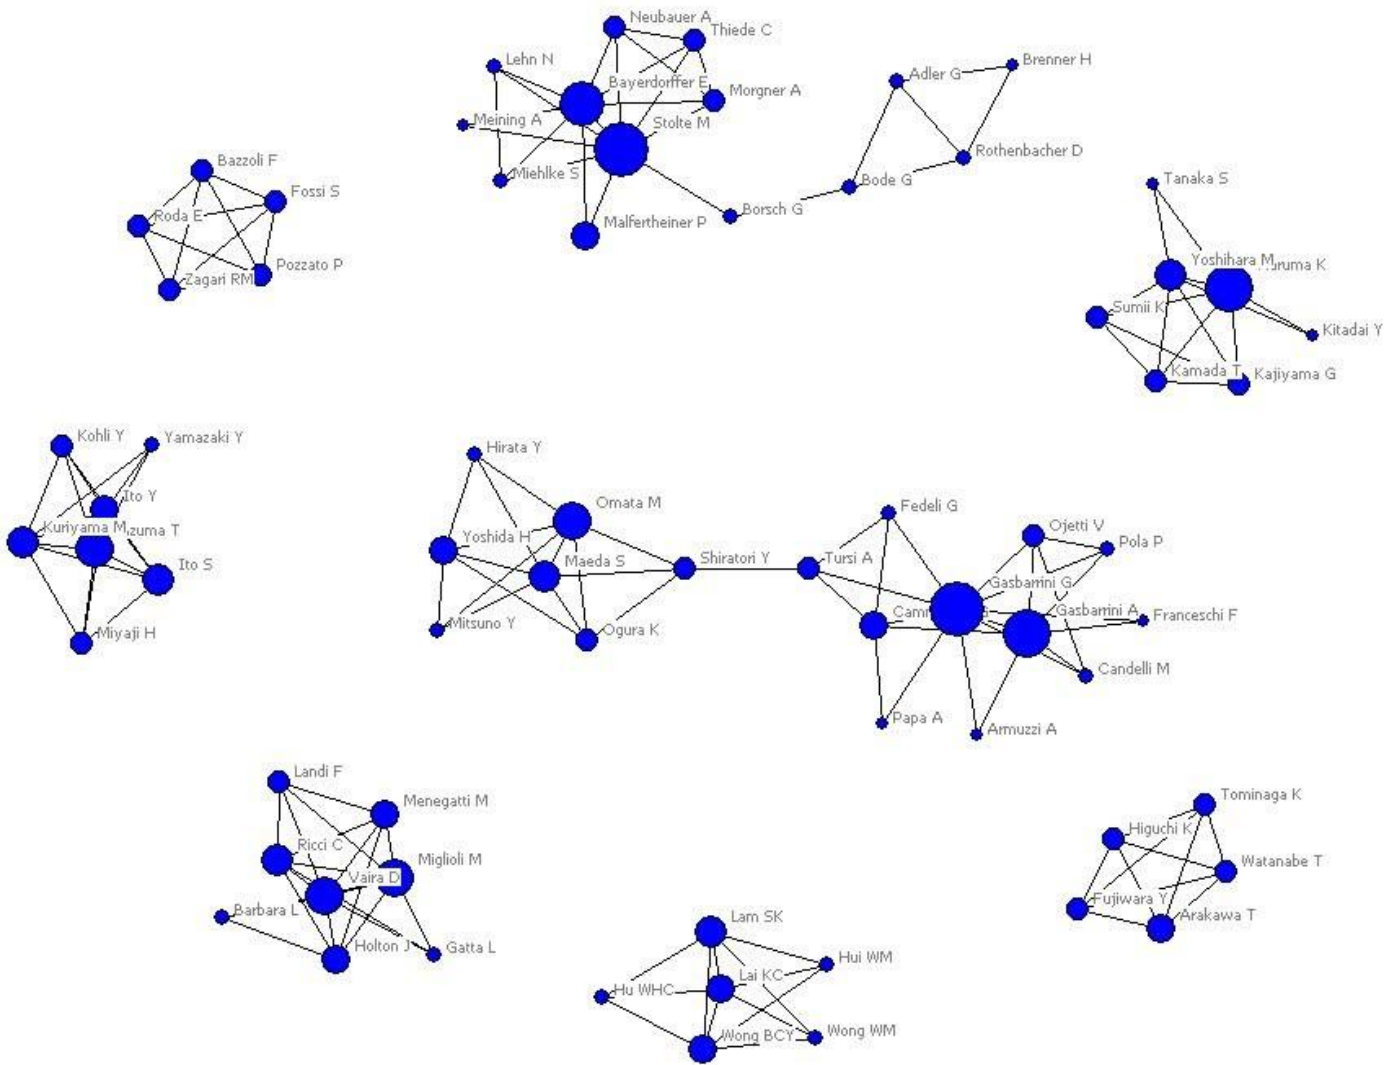 Neubauer A
Thiede C
Lehn N
Bayerdorffer E
Morgner A
Meining A
Stolte M
Miehlke S
Malfertheiner P
Borsch G
Adler G
Brenner H
Rothenbacher D
Bode G
Bazzoli F
Fossi S
Roda E
Zagari RM
Pozzato P
Tanaka S
Yoshihara M
ruma K
Sumii K
Kitadai Y
Kamada T
Kajiyama G
Kohli Y
Yamazaki Y
Ito Y
Kuriyama M
zuma T
Ito S
Miyaji H
Hirata Y
Omata M
Yoshida H
Maeda S
Shiratori Y
Mitsuno Y
Ogura K
Fedeli G
Tursi A
Ojetti V
Pola P
Gasbarrini G
Gasbarrini A
Franceschi F
Candelli M
Papa A
Armuzzi A
Landi F
Menegatti M
Ricci C
Miglioli M
Vaira D
Barbara L
Holton J
Gatta L
Lam SK
Hui WM
Lai KC
Hu WHC
Wong BCY
Wong WM
Tominaga K
Higuchi K
Watanabe T
Fujiwara Y
Arakawa T